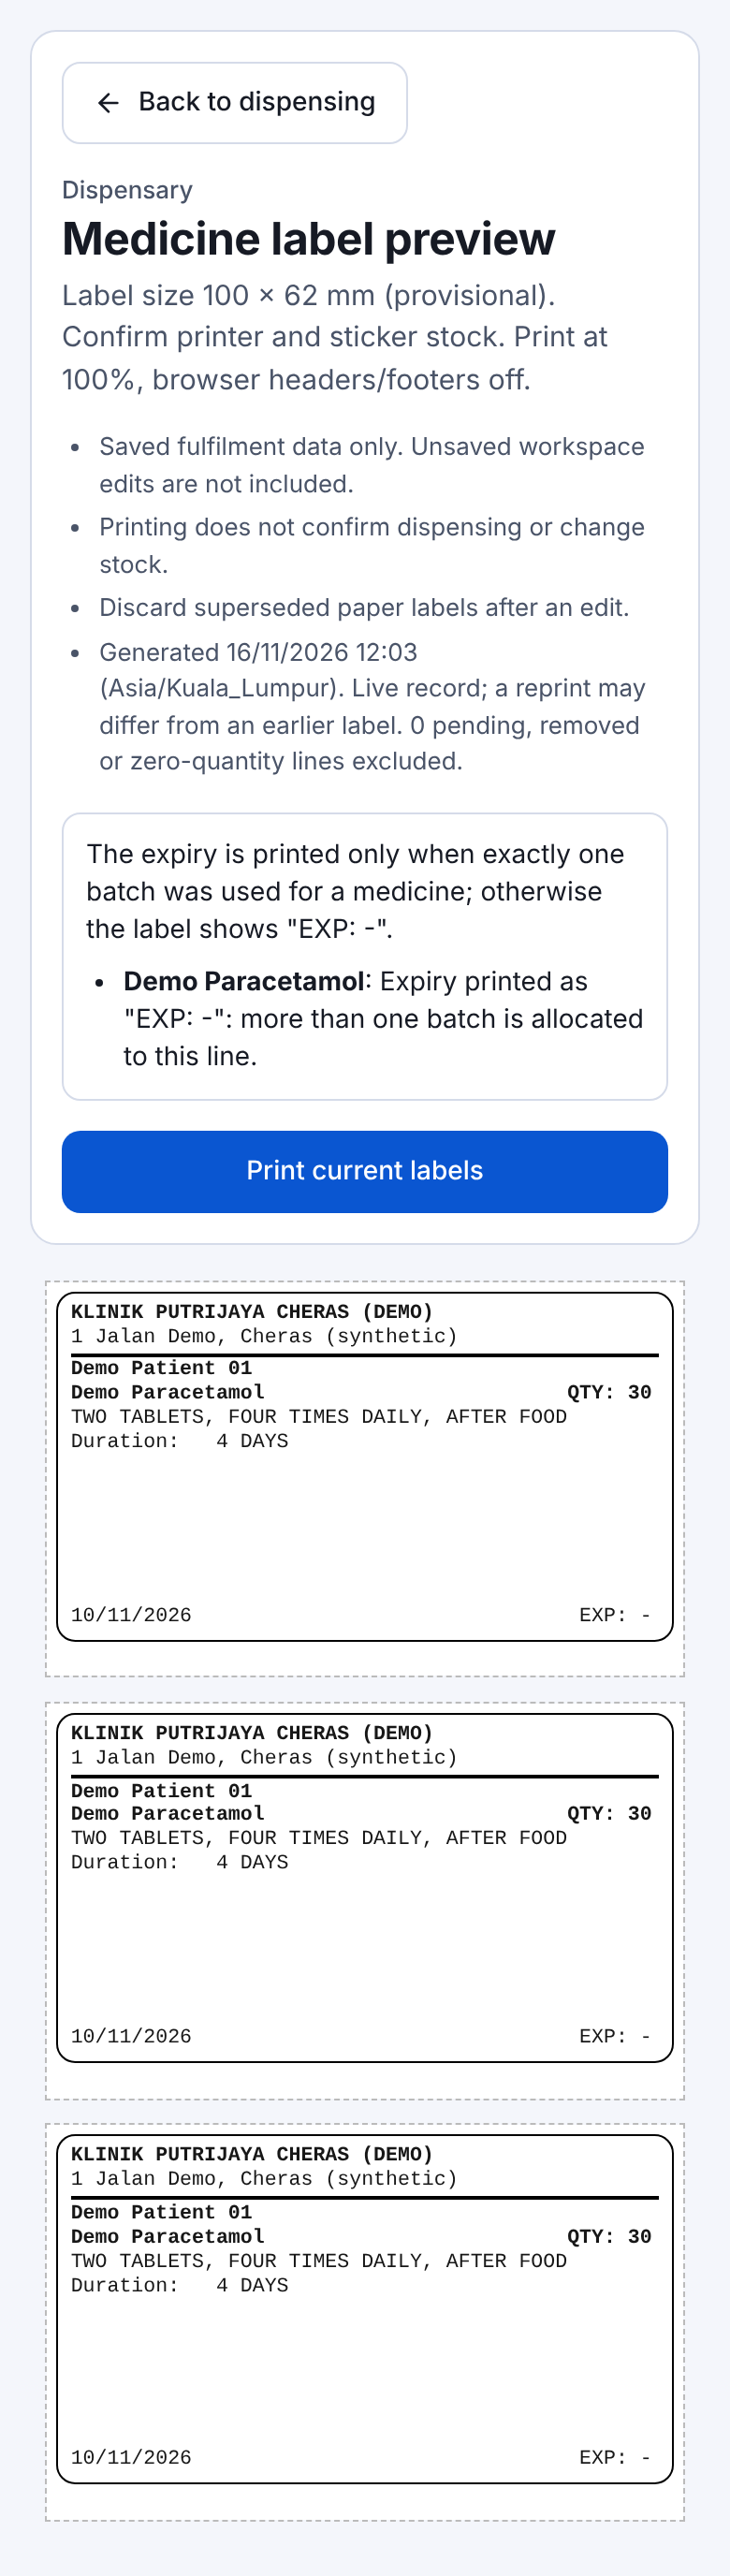 ← Back to dispensing
Dispensary
Medicine label preview
Label size 100 × 62 mm (provisional).
Confirm printer and sticker stock. Print at
100%, browser headers/footers off.
• Saved fulfilment data only. Unsaved workspace
edits are not included.
• Printing does not confirm dispensing or change
stock.
• Discard superseded paper labels after an edit.
• Generated 16/11/2026 12:03
(Asia/Kuala_Lumpur). Live record; a reprint may
differ from an earlier label. 0 pending, removed
or zero-quantity lines excluded.
The expiry is printed only when exactly one
batch was used for a medicine; otherwise
the label shows "EXP: -".
• Demo Paracetamol: Expiry printed as
"EXP: -": more than one batch is allocated
to this line.
Print current labels
KLINIK PUTRIJAYA CHERAS (DEMO)
1 Jalan Demo, Cheras (synthetic)
Demo Patient 01
Demo Paracetamol QTY: 30
TWO TABLETS, FOUR TIMES DAILY, AFTER FOOD
Duration: 4 DAYS
10/11/2026 EXP: -
KLINIK PUTRIJAYA CHERAS (DEMO)
1 Jalan Demo, Cheras (synthetic)
Demo Patient 01
Demo Paracetamol QTY: 30
TWO TABLETS, FOUR TIMES DAILY, AFTER FOOD
Duration: 4 DAYS
10/11/2026 EXP: -
KLINIK PUTRIJAYA CHERAS (DEMO)
1 Jalan Demo, Cheras (synthetic)
Demo Patient 01
Demo Paracetamol QTY: 30
TWO TABLETS, FOUR TIMES DAILY, AFTER FOOD
Duration: 4 DAYS
10/11/2026 EXP: -